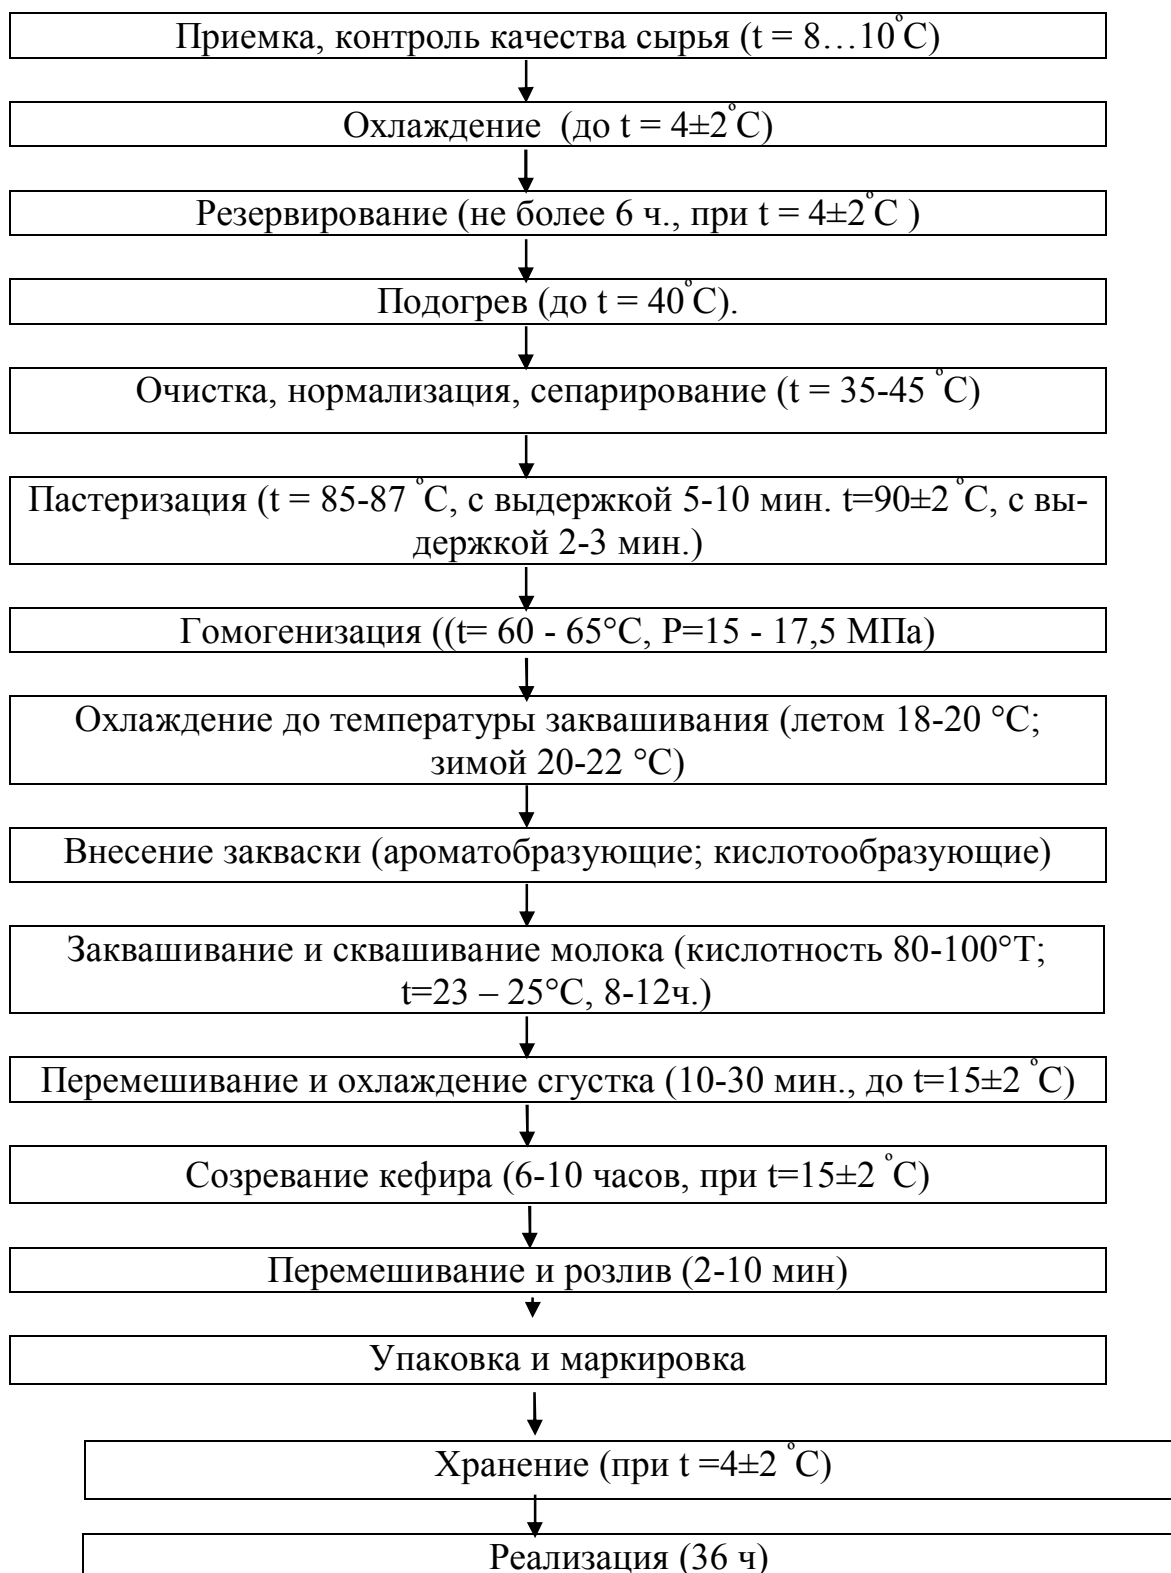 Приемка, контроль качества сырья (t = 8…10°С)
Охлаждение (до t = 4±2°С)
Резервирование (не более 6 ч., при t = 4±2°С )
Подогрев (до t = 40°С).
Очистка, нормализация, сепарирование (t = 35-45 °С)
Пастеризация (t = 85-87 °С, с выдержкой 5-10 мин. t=90±2 °С, с вы-
держкой 2-3 мин.)
Гомогенизация ((t= 60 - 65°С, Р=15 - 17,5 МПа)
Охлаждение до температуры заквашивания (летом 18-20 °С;
зимой 20-22 °С)
Внесение закваски (ароматобразующие; кислотообразующие)
Заквашивание и сквашивание молока (кислотность 80-100°Т;
t=23 – 25°С, 8-12ч.)
Перемешивание и охлаждение сгустка (10-30 мин., до t=15±2 °С)
Созревание кефира (6-10 часов, при t=15±2 °С)
Перемешивание и розлив (2-10 мин)
Упаковка и маркировка
Хранение (при t =4±2 °С)
Реализация (36 ч)